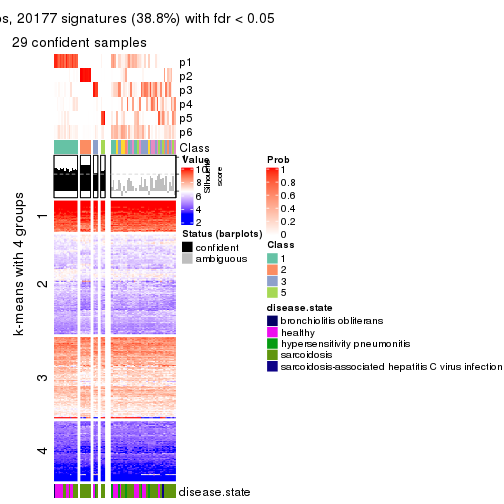 os, 20177 signatures (38.8%) with fdr < 0.05
29 confident samples
p1
p2
p3
p4
p5
p6
Class
Silhouette score
1
2
3
4
k-means with 4 groups
disease.state
Value
10
8
6
4
2
Status (barplots)
confident
ambiguous
Prob
1
0.8
0.6
0.4
0.2
0
Class
1
2
3
5
disease.state
bronchiolitis obliterans
healthy
hypersensitivity pneumonitis
sarcoidosis
sarcoidosis-associated hepatitis C virus infection